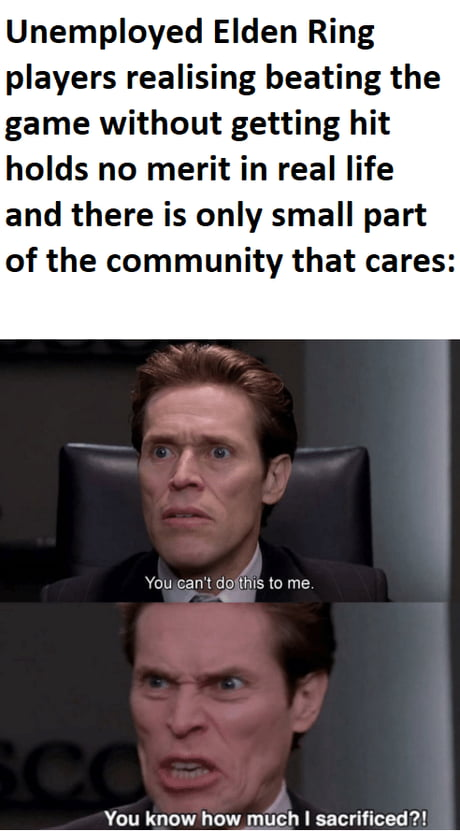 Unemployed Elden Ring
players realising beating the
game without getting hit
holds no merit in real life
and there is only small part
of the community that cares:
You can't do this to me.
SCO
You know how much I sacrificed?!